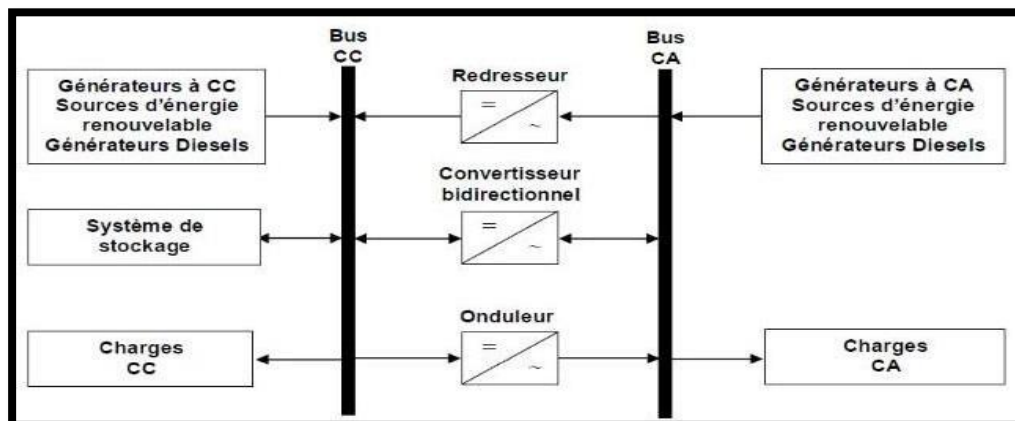 Bus
CC
Bus
CA
Générateurs à CC
Sources d'énergie
renouvelable
Générateurs Diesels
Redresseur
=
~
Générateurs à CA
Sources d'énergie
renouvelable
Générateurs Diesels
Système de
stockage
Convertisseur
bidirectionnel
=
~
Charges
CC
Onduleur
=
~
Charges
CA